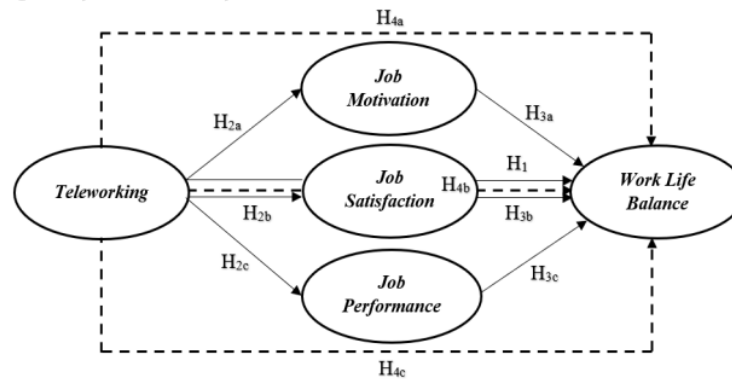 H4a
Job
Motivation
H2a
H3a
Teleworking
Job
Satisfaction
H1
H4b
H2b
H3b
Work Life
Balance
H2c
H3c
Job
Performance
H4c